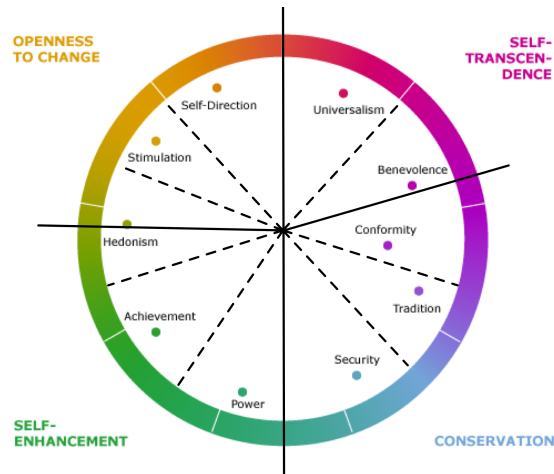 OPENNESS
TO CHANGE
SELF-
TRANSCEN-
DENCE
Self-Direction
Universalism
Stimulation
Benevolence
Hedonism
Conformity
Tradition
Achievement
Security
Power
SELF-
ENHANCEMENT
CONSERVATION